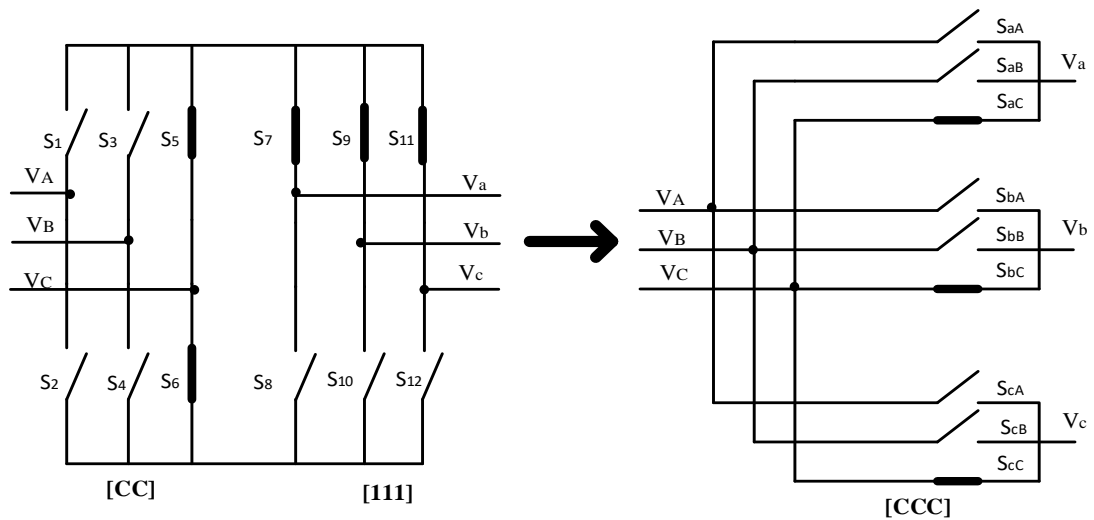 S1
S3
S5
S7
S9
S11
VA
VB
VC
Va
Vb
Vc
S2
S4
S6
S8
S10
S12
[CC]
[111]
SaA
SaB
SaC
Va
VA
VB
VC
SbA
SbB
SbC
Vb
ScA
ScB
ScC
Vc
[CCC]